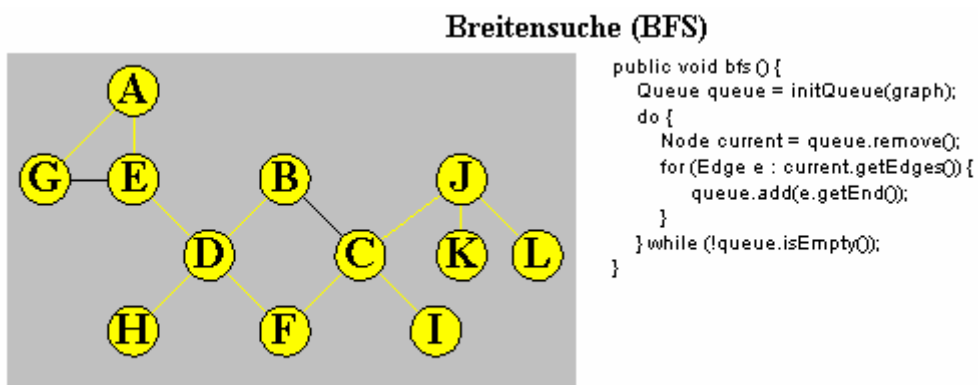 Breitensuche (BFS)
A
G E B J
D C K L
H F I
public void bfs () {
Queue queue = initQueue(graph);
do {
Node current = queue.remove();
for (Edge e : current.getEdges()) {
queue.add(e.getEnd());
}
} while (!queue.isEmpty());
}